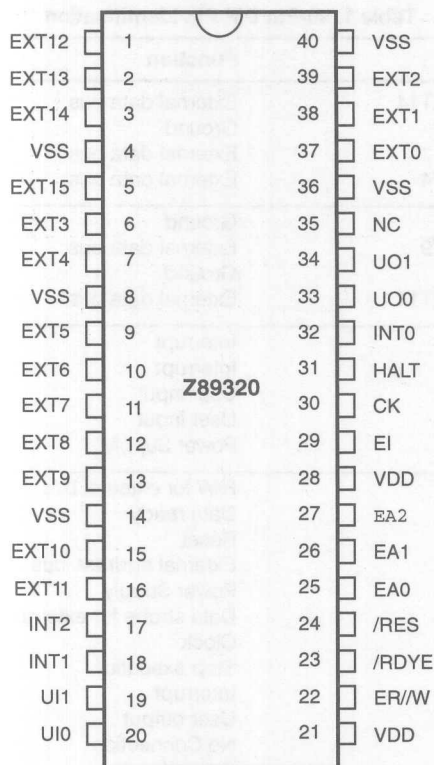 EXT12 1 40 VSS
EXT13 2 39 EXT2
EXT14 3 38 EXT1
VSS 4 37 EXT0
EXT15 5 36 VSS
EXT3 6 35 NC
EXT4 7 34 UO1
VSS 8 33 UO0
EXT5 9 32 INT0
EXT6 10 31 HALT
Z89320
EXT7 11 30 CK
EXT8 12 29 EI
EXT9 13 28 VDD
VSS 14 27 EA2
EXT10 15 26 EA1
EXT11 16 25 EA0
INT2 17 24 /RES
INT1 18 23 /RDYE
UI1 19 22 ER//W
UI0 20 21 VDD